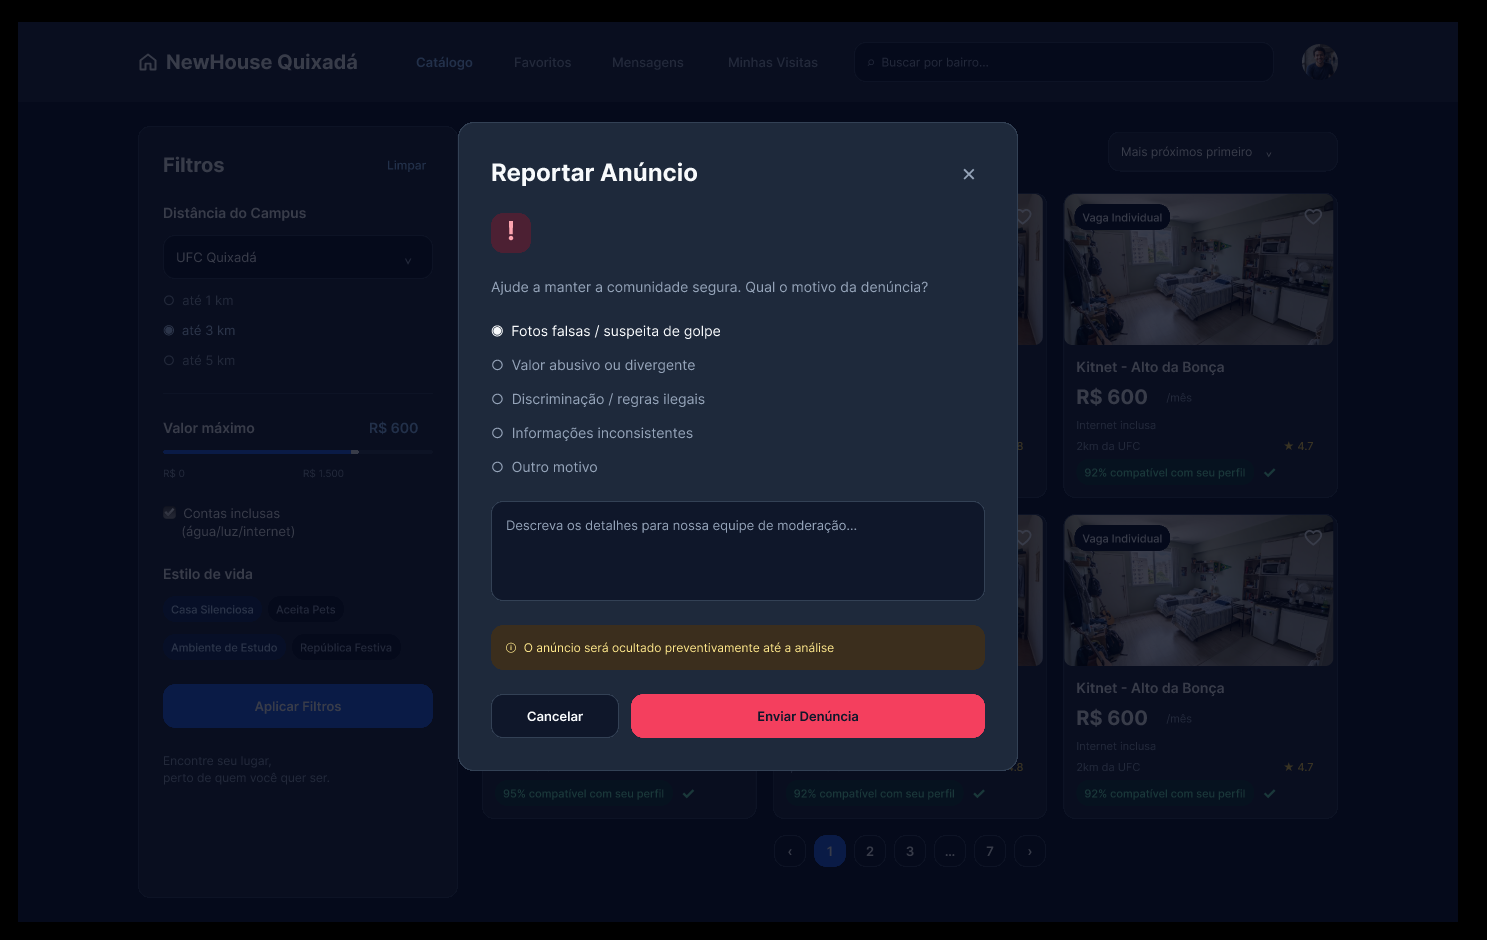 NewHouse Quixadá
Catálogo
Favoritos
Mensagens
Minhas Visitas
Buscar por bairro...
Filtros
Limpar
Distância do Campus
UFC Quixadá
até 1 km
até 3 km
até 5 km
Valor máximo
R$ 600
R$ 0
R$ 1.500
Contas inclusas
(água/luz/internet)
Estilo de vida
Casa Silenciosa
Aceita Pets
Ambiente de Estudo
República Festiva
Aplicar Filtros
Encontre seu lugar,
perto de quem você quer ser.
Reportar Anúncio
!
Ajude a manter a comunidade segura. Qual o motivo da denúncia?
Fotos falsas / suspeita de golpe
Valor abusivo ou divergente
Discriminação / regras ilegais
Informações inconsistentes
Outro motivo
Descreva os detalhes para nossa equipe de moderação...
O anúncio será ocultado preventivamente até a análise
Cancelar
Enviar Denúncia
Mais próximos primeiro
Vaga Individual
Kitnet - Alto da Bonça
R$ 600 /mês
Internet inclusa
2km da UFC
★ 4.7
92% compatível com seu perfil
Vaga Individual
Kitnet - Alto da Bonça
R$ 600 /mês
Internet inclusa
2km da UFC
★ 4.7
95% compatível com seu perfil
92% compatível com seu perfil
92% compatível com seu perfil
‹ 1 2 3 ... 7 ›